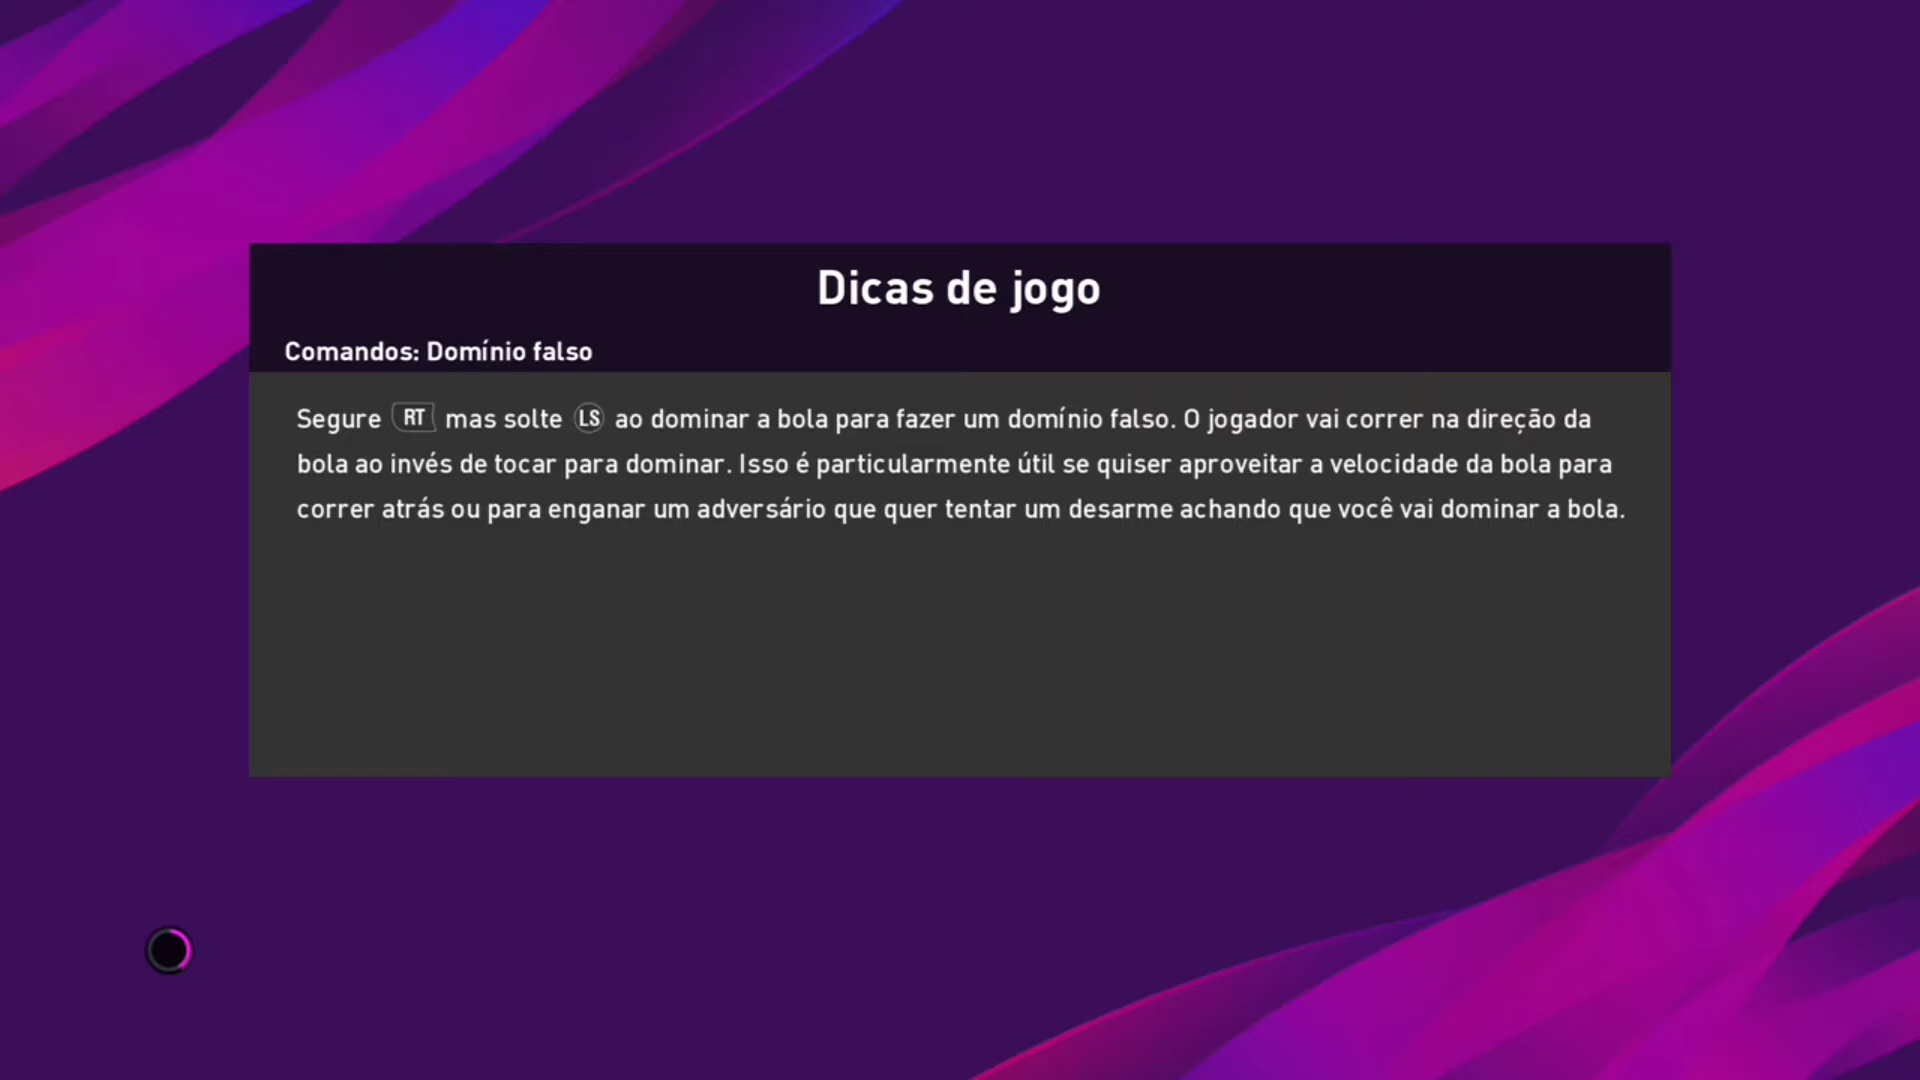 Dicas de jogo
Comandos: Domínio falso
Segure RT mas solte LS ao dominar a bola para fazer um domínio falso. O jogador vai correr na direção da
bola ao invés de tocar para dominar. Isso é particularmente útil se quiser aproveitar a velocidade da bola para
correr atrás ou para enganar um adversário que quer tentar um desarme achando que você vai dominar a bola.